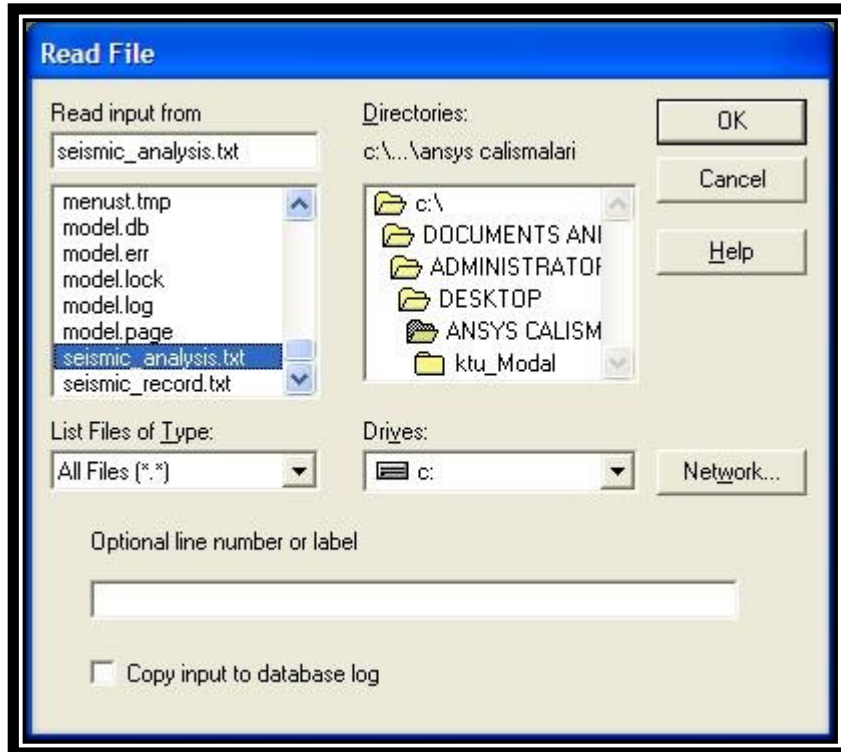 Read File
Read input from
seismic_analysis.txt
menust.tmp
model.db
model.err
model.lock
model.log
model.page
seismic_analysis.txt
seismic_record.txt
List Files of Type:
All Files (*.*)
Directories:
c:\...\ansys calismalari
c:\
DOCUMENTS ANI
ADMINISTRATOF
DESKTOP
ANSYS CALISM
ktu_Modal
Drives:
c:
OK
Cancel
Help
Network...
Optional line number or label
Copy input to database log